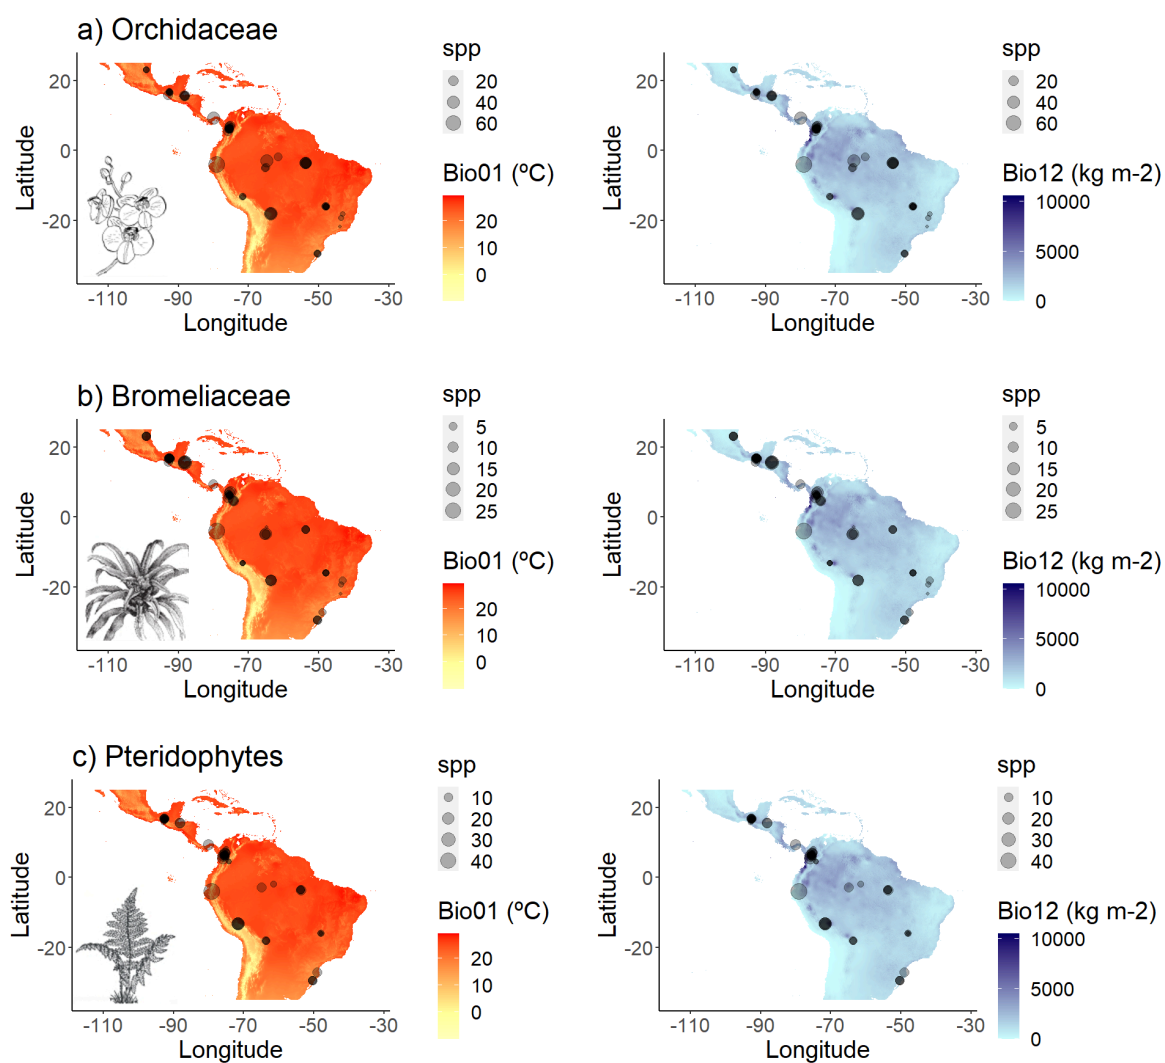 a) Orchidaceae
20
0
-20
Latitude
-110 -90 -70 -50 -30
Longitude
spp
20
40
60
Bio01 (ºC)
20
10
0
20
0
-20
Latitude
-110 -90 -70 -50 -30
Longitude
spp
20
40
60
Bio12 (kg m-2)
10000
5000
0
b) Bromeliaceae
20
0
-20
Latitude
-110 -90 -70 -50 -30
Longitude
spp
5
10
15
20
25
Bio01 (ºC)
20
10
0
20
0
-20
Latitude
-110 -90 -70 -50 -30
Longitude
spp
5
10
15
20
25
Bio12 (kg m-2)
10000
5000
0
c) Pteridophytes
20
0
-20
Latitude
-110 -90 -70 -50 -30
Longitude
spp
10
20
30
40
Bio01 (ºC)
20
10
0
20
0
-20
Latitude
-110 -90 -70 -50 -30
Longitude
spp
10
20
30
40
Bio12 (kg m-2)
10000
5000
0